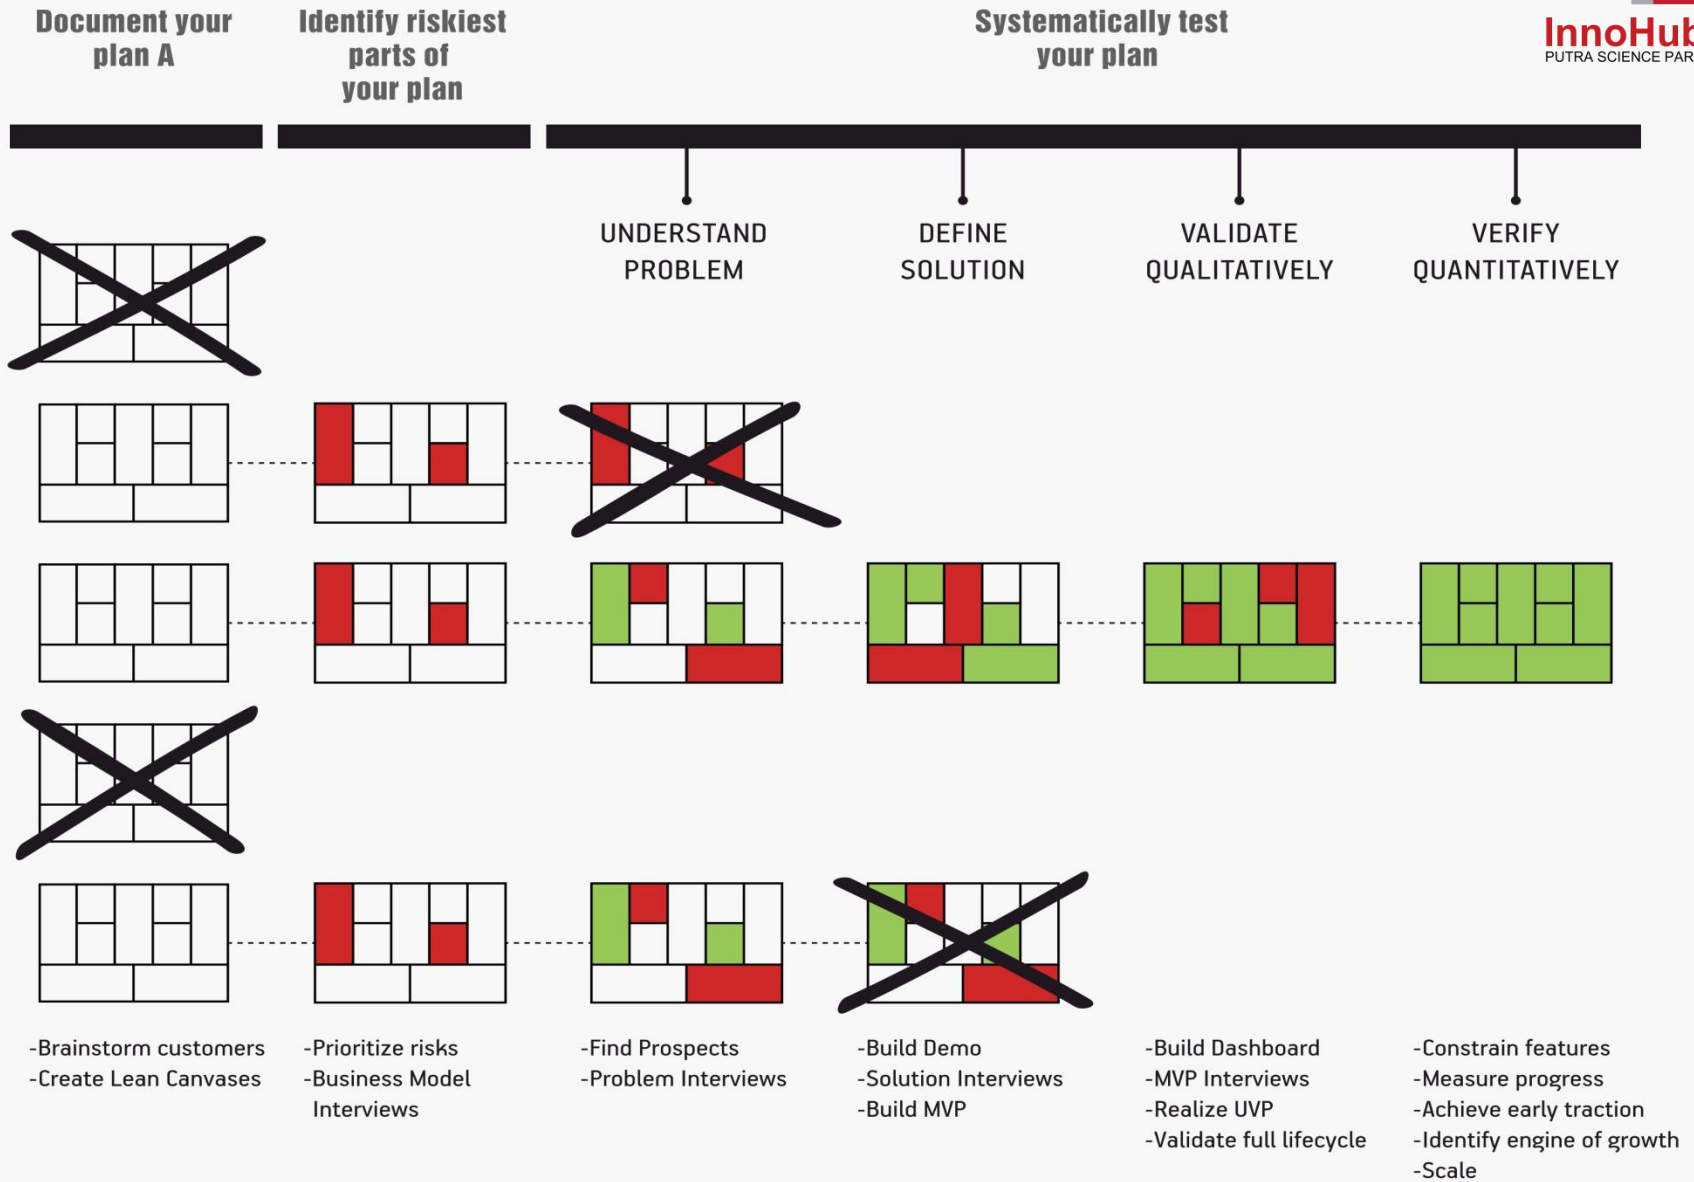 Document your
plan A
Identify riskiest
parts of
your plan
Systematically test
your plan
InnoHub
PUTRA SCIENCE PAR
UNDERSTAND
PROBLEM
DEFINE
SOLUTION
VALIDATE
QUALITATIVELY
VERIFY
QUANTITATIVELY
-Brainstorm customers
-Create Lean Canvases
-Prioritize risks
-Business Model
Interviews
-Find Prospects
-Problem Interviews
-Build Demo
-Solution Interviews
-Build MVP
-Build Dashboard
-MVP Interviews
-Realize UVP
-Validate full lifecycle
-Constrain features
-Measure progress
-Achieve early traction
-Identify engine of growth
-Scale